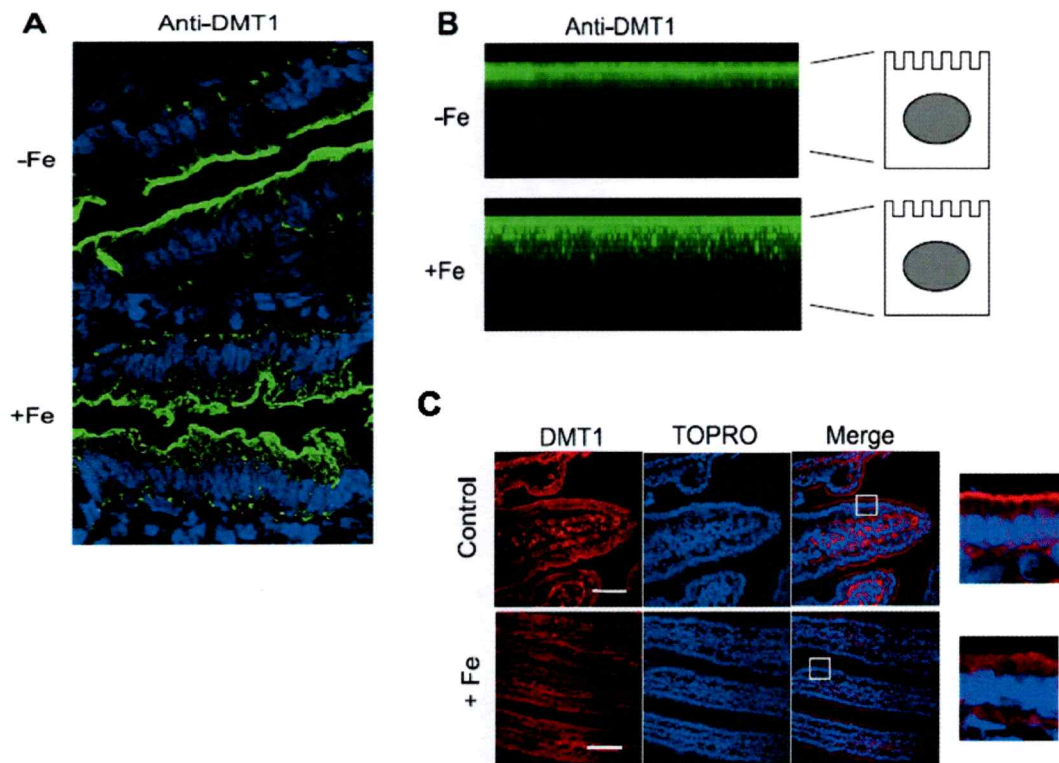 A
Anti-DMT1
-Fe
+Fe
B
Anti-DMT1
-Fe
+Fe
C
DMT1 TOPRO Merge
Control
+ Fe